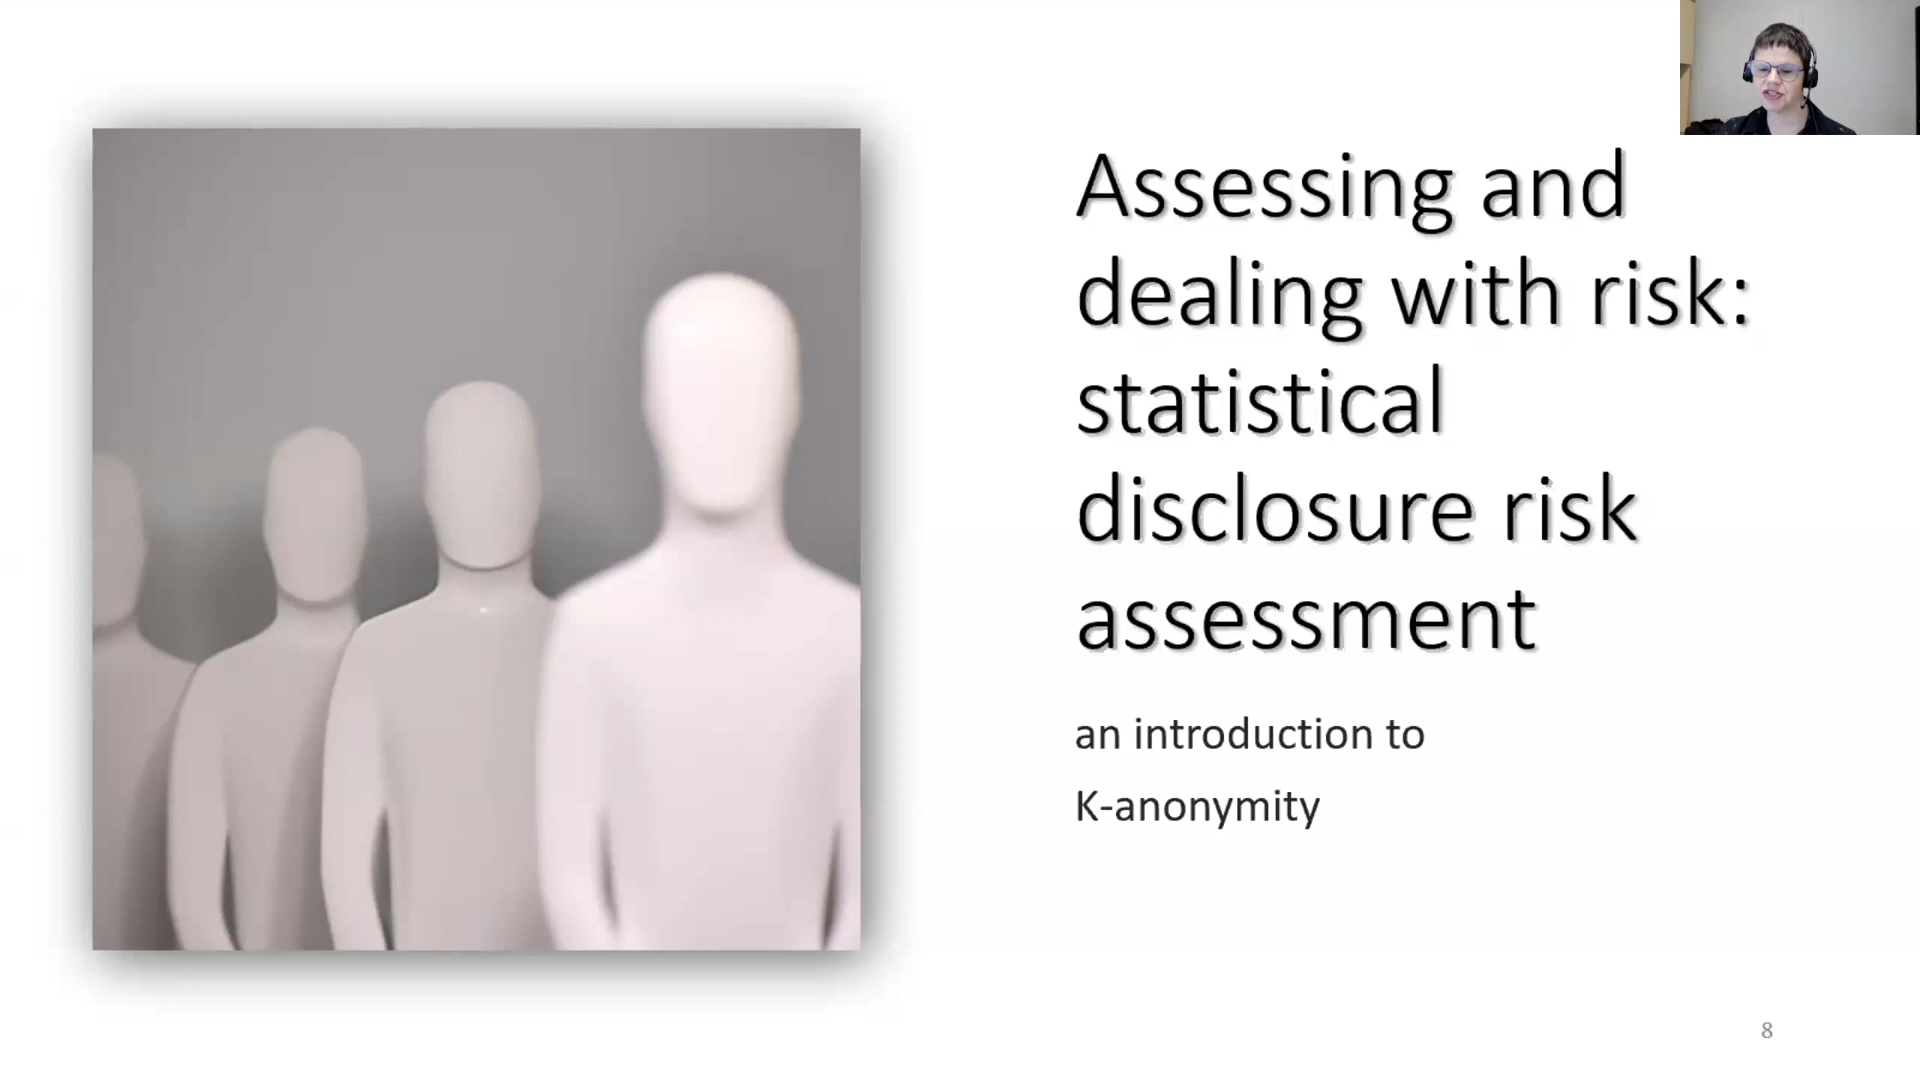 Assessing and
dealing with risk:
statistical
disclosure risk
assessment
an introduction to
K-anonymity
8